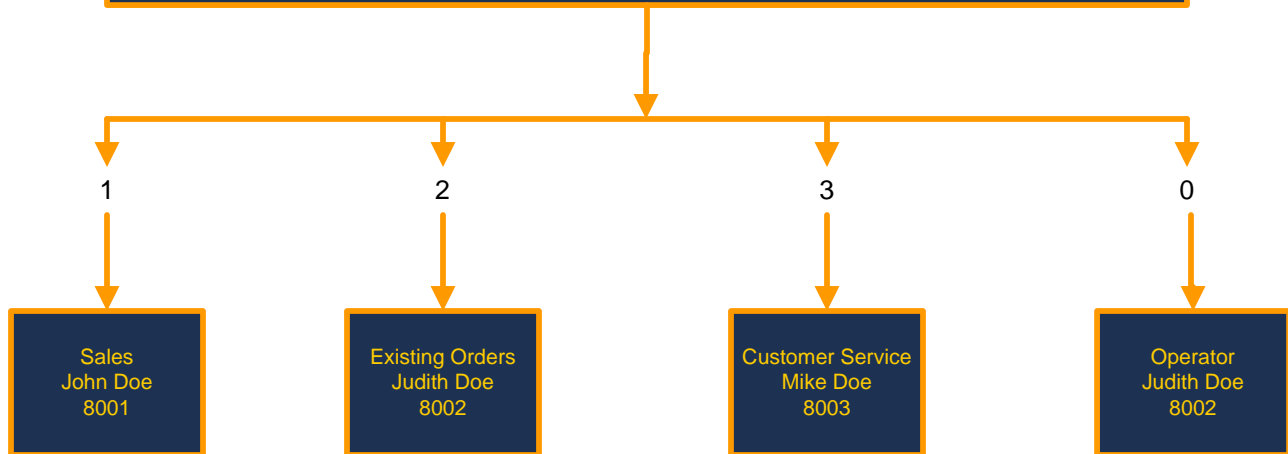 1
2
3
0
Sales
John Doe
8001
Existing Orders
Judith Doe
8002
Customer Service
Mike Doe
8003
Operator
Judith Doe
8002